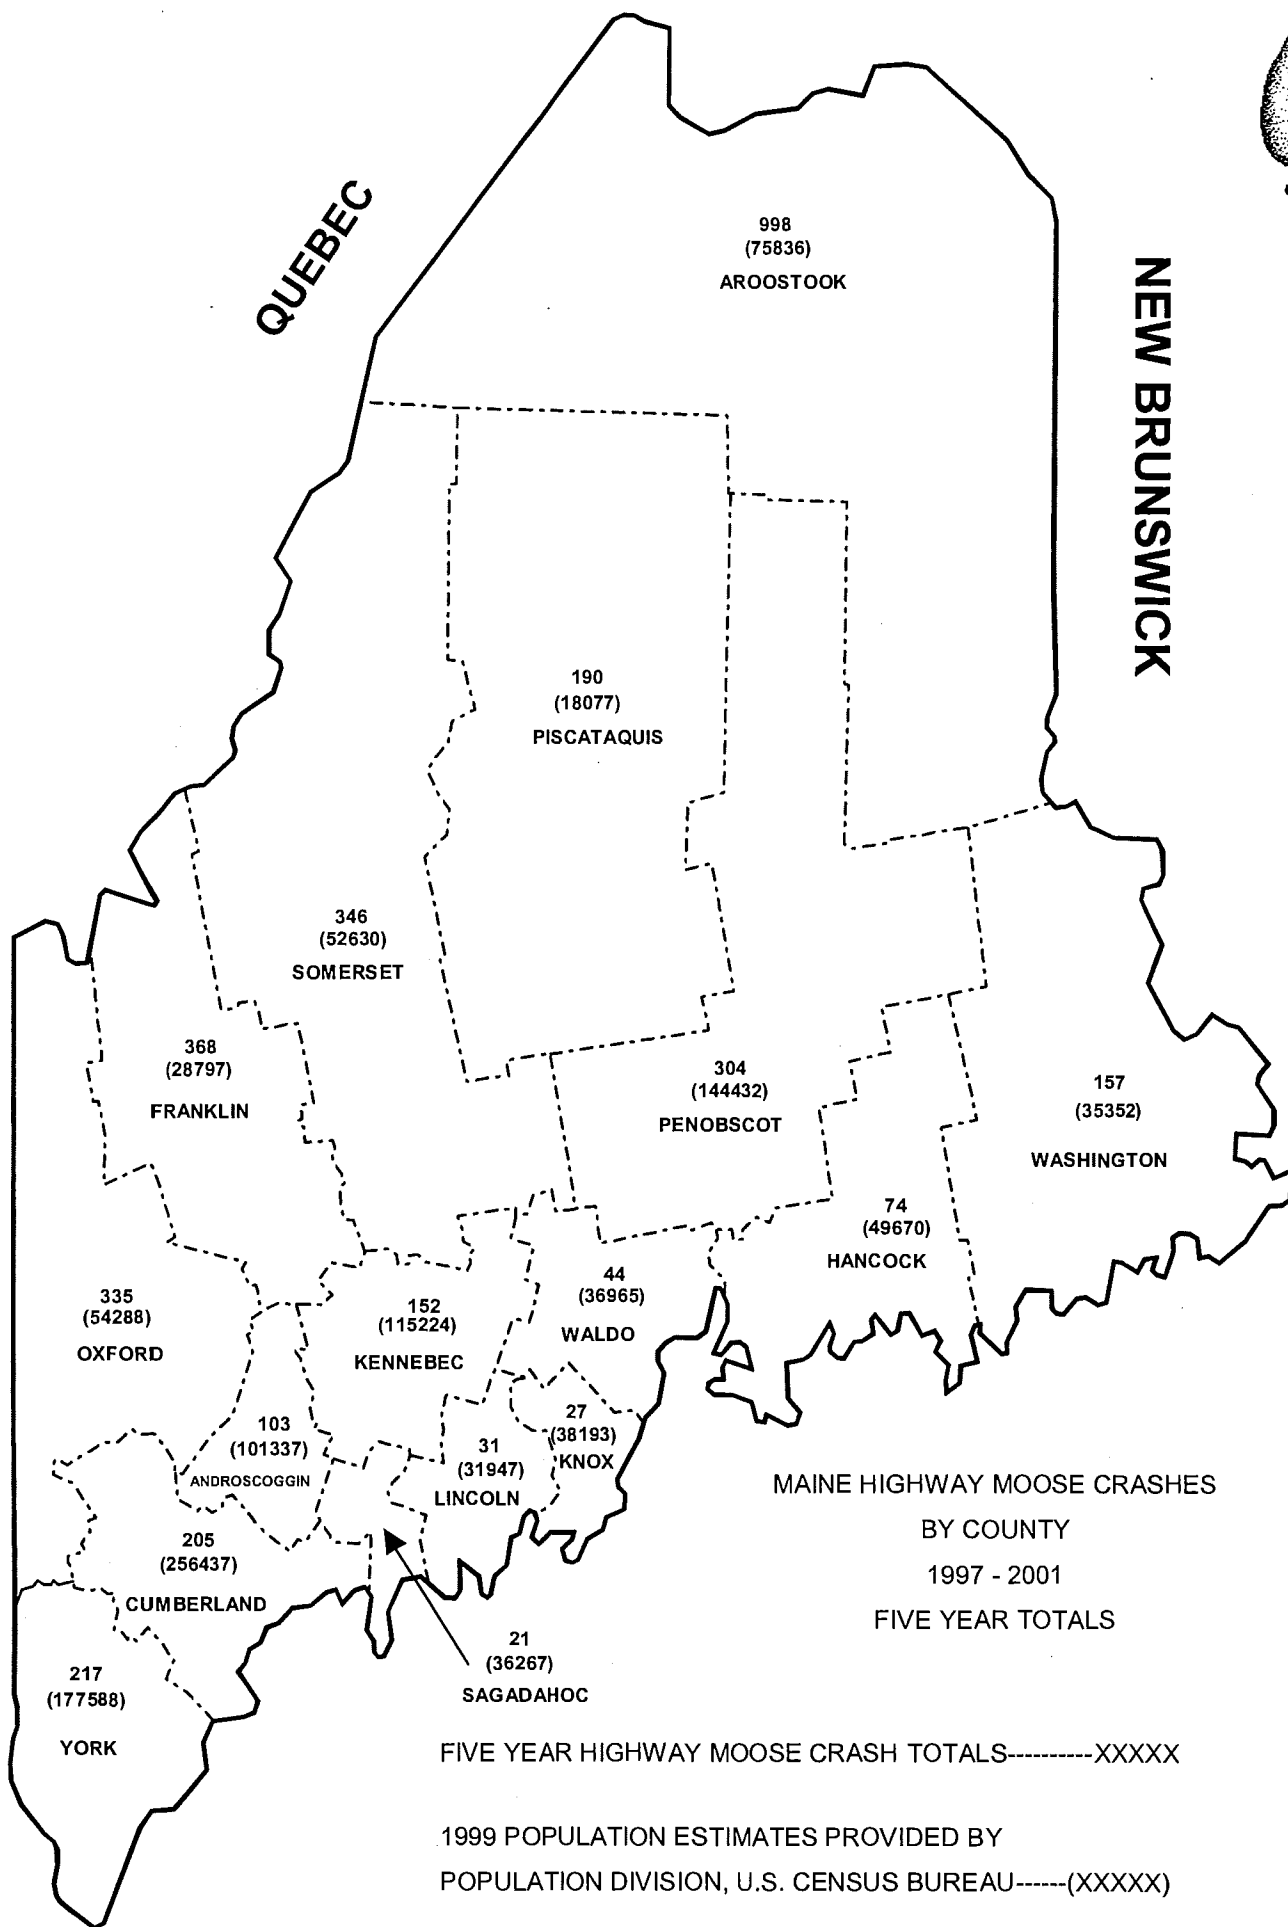 QUEBEC
NEW BRUNSWICK
998
(75836)
AROOSTOOK
190
(18077)
PISCATAQUIS
346
(52630)
SOMERSET
368
(28797)
FRANKLIN
304
(144432)
PENOBSCOT
157
(35352)
WASHINGTON
74
(49670)
HANCOCK
44
(36965)
WALDO
335
(54288)
OXFORD
152
(115224)
KENNEBEC
103
(101337)
ANDROSCOGGIN
31
(31947)
LINCOLN
27
(38193)
KNOX
205
(256437)
CUMBERLAND
21
(36267)
SAGADAHOC
217
(177588)
YORK
MAINE HIGHWAY MOOSE CRASHES
BY COUNTY
1997 - 2001
FIVE YEAR TOTALS
FIVE YEAR HIGHWAY MOOSE CRASH TOTALS----------XXXXX
1999 POPULATION ESTIMATES PROVIDED BY
POPULATION DIVISION, U.S. CENSUS BUREAU------(XXXXX)